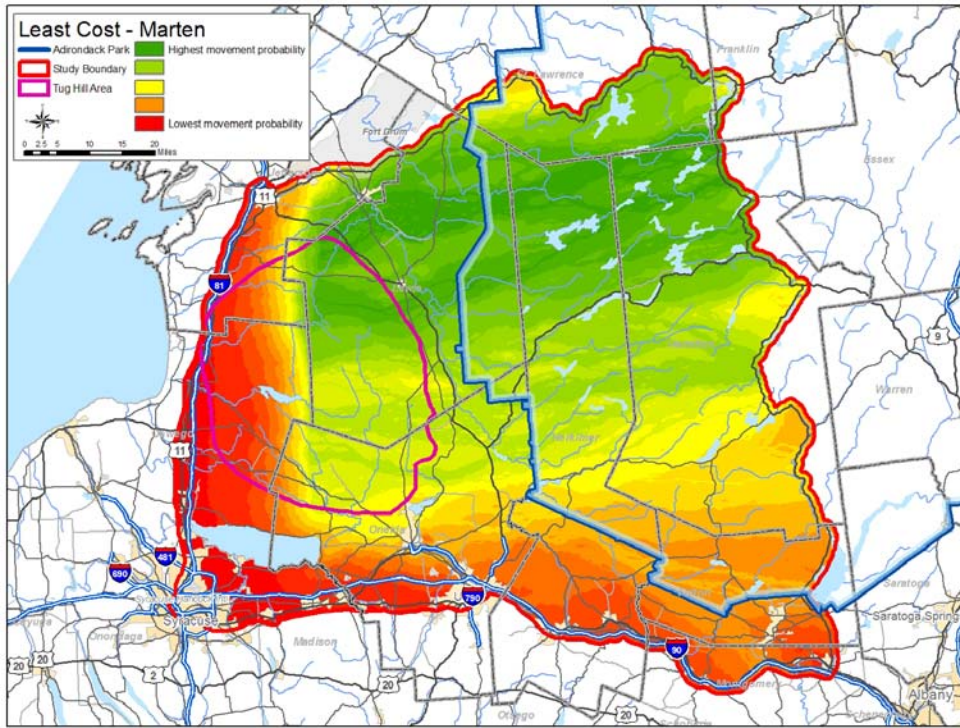 Least Cost - Marten
Adirondack Park
Study Boundary
Tug Hill Area
Highest movement probability
Lowest movement probability
0 2.5 5 10 15 20
Miles
Franklin
St. Lawrence
Fort Drum
Essex
11
81
9
Warren
11
Herkimer
Oneida
481
690
790
Syracuse
Saratoga
Saratoga Springs
Onondaga
Madison
90
20
20
2
20
20
Montgomery
Otsego
Albany